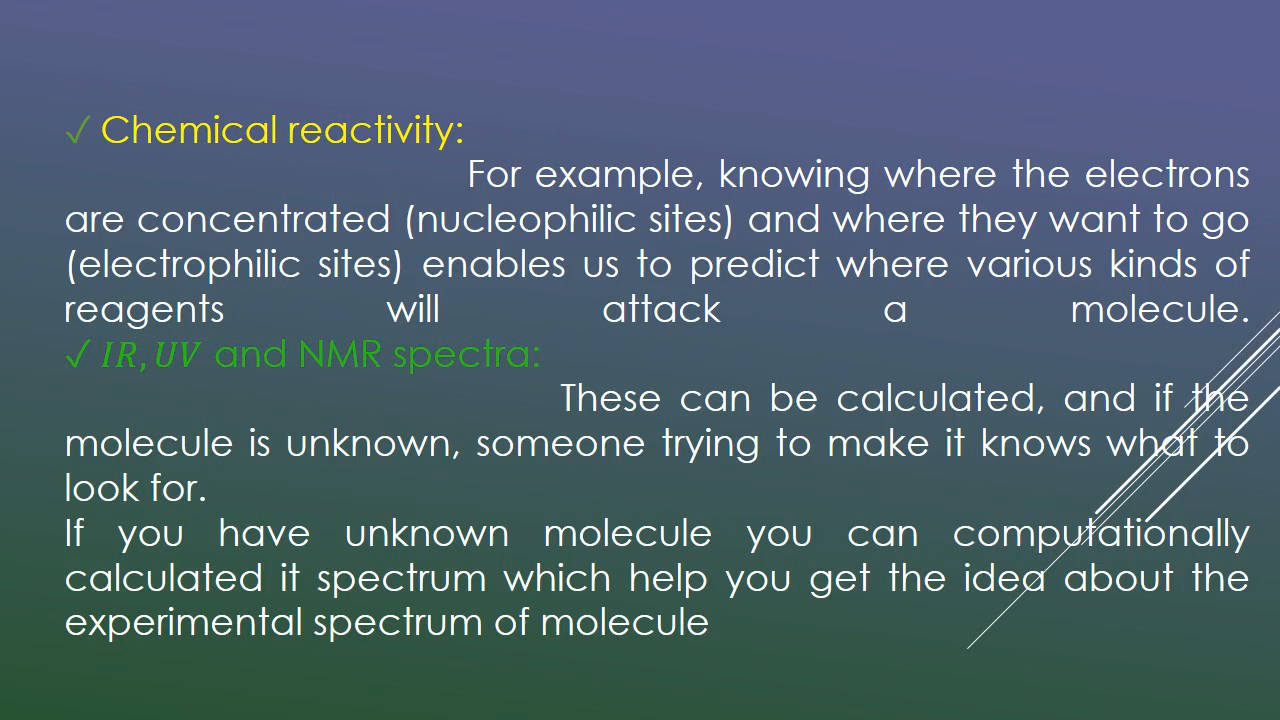 ✓ Chemical reactivity:
For example, knowing where the electrons
are concentrated (nucleophilic sites) and where they want to go
(electrophilic sites) enables us to predict where various kinds of
reagents will attack a molecule.
✓ IR, UV and NMR spectra:
These can be calculated, and if the
molecule is unknown, someone trying to make it knows what to
look for.
If you have unknown molecule you can computationally
calculated it spectrum which help you get the idea about the
experimental spectrum of molecule